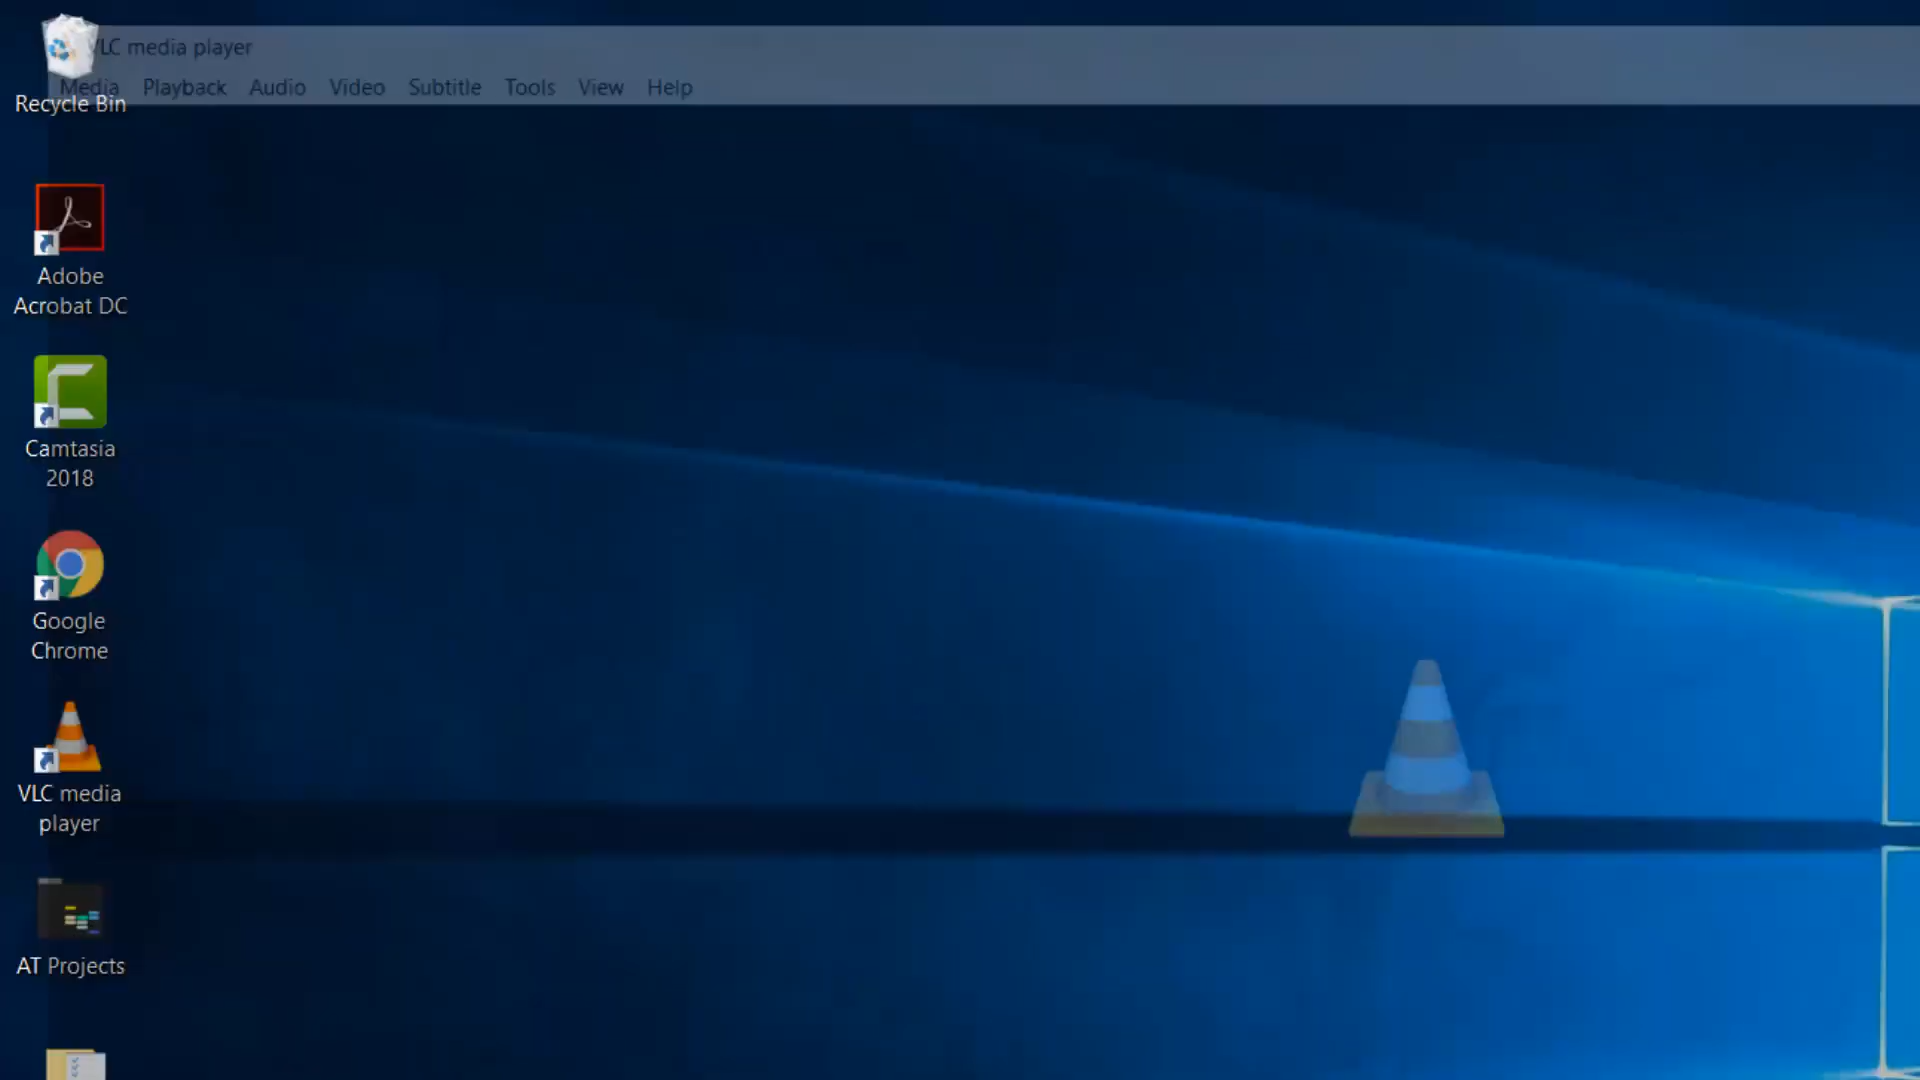 VLC media player
Media Playback Audio Video Subtitle Tools View Help
Recycle Bin
Adobe
Acrobat DC
Camtasia
2018
Google
Chrome
VLC media
player
AT Projects